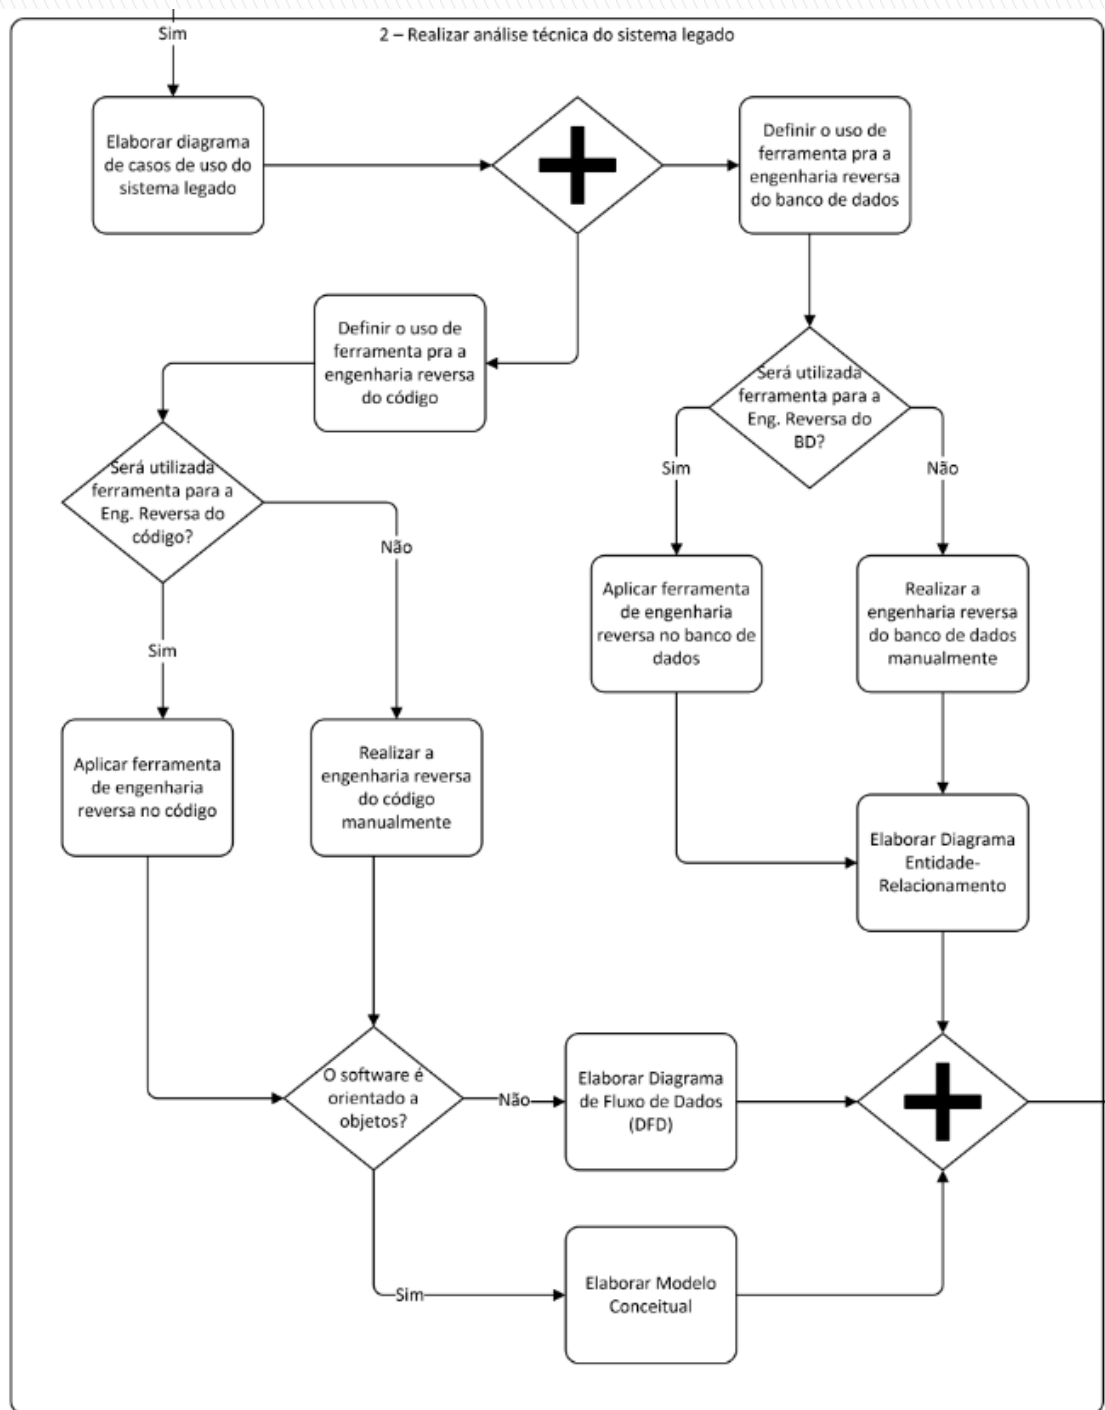 Sim
2 – Realizar análise técnica do sistema legado
Elaborar diagrama
de casos de uso do
sistema legado
Definir o uso de
ferramenta pra a
engenharia reversa
do banco de dados
Definir o uso de
ferramenta pra a
engenharia reversa
do código
Será utilizada
ferramenta para a
Eng. Reversa do
BD?
Sim
Não
Será utilizada
ferramenta para a
Eng. Reversa do
código?
Não
Sim
Aplicar ferramenta
de engenharia
reversa no banco de
dados
Realizar a
engenharia reversa
do banco de dados
manualmente
Aplicar ferramenta
de engenharia
reversa no código
Realizar a
engenharia reversa
do código
manualmente
Elaborar Diagrama
Entidade-
Relacionamento
O software é
orientado a
objetos?
Não
Elaborar Diagrama
de Fluxo de Dados
(DFD)
Sim
Elaborar Modelo
Conceitual